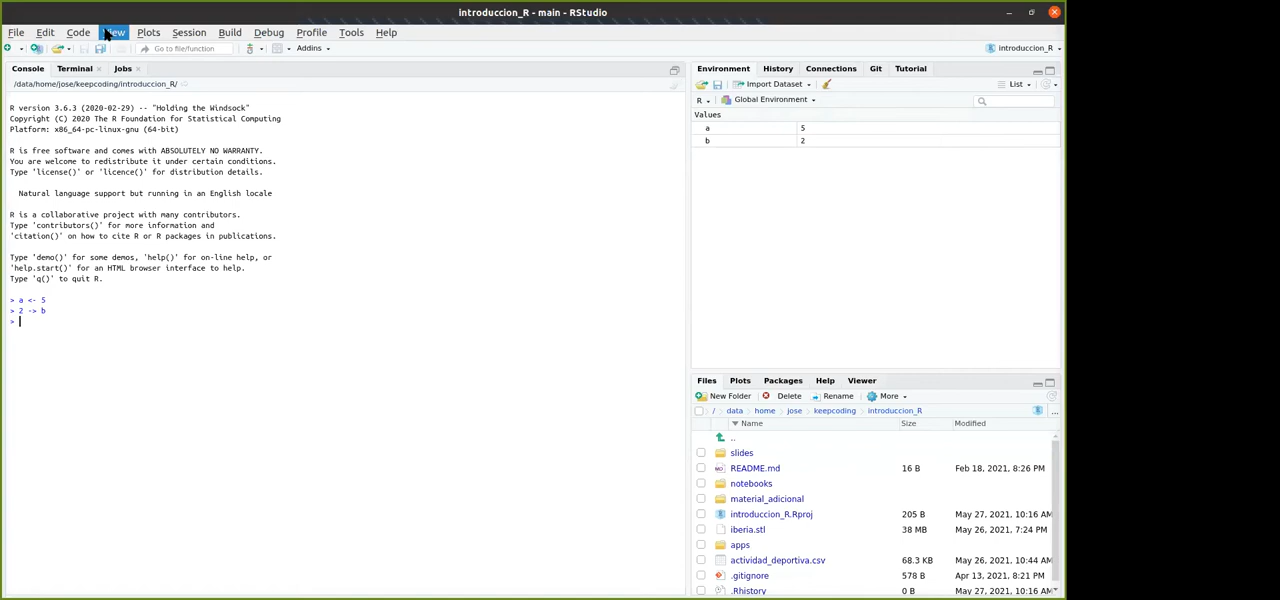 introduccion_R - main - RStudio
File Edit Code View Plots Session Build Debug Profile Tools Help
Go to file/function Addins introduccion_R
Console Terminal Jobs
/data/home/jose/keepcoding/introduccion_R/
R version 3.6.3 (2020-02-29) -- "Holding the Windsock"
Copyright (C) 2020 The R Foundation for Statistical Computing
Platform: x86_64-pc-linux-gnu (64-bit)
R is free software and comes with ABSOLUTELY NO WARRANTY.
You are welcome to redistribute it under certain conditions.
Type 'license()' or 'licence()' for distribution details.
Natural language support but running in an English locale
R is a collaborative project with many contributors.
Type 'contributors()' for more information and
'citation()' on how to cite R or R packages in publications.
Type 'demo()' for some demos, 'help()' for on-line help, or
'help.start()' for an HTML browser interface to help.
Type 'q()' to quit R.
> a <- 5
> 2 -> b
>
Environment History Connections Git Tutorial
Import Dataset List
R Global Environment
Values
a 5
b 2
Files Plots Packages Help Viewer
New Folder Delete Rename More
/ data home jose keepcoding introduccion_R ...
Name Size Modified
..
slides
README.md 16 B Feb 18, 2021, 8:26 PM
notebooks
material_adicional
introduccion_R.Rproj 205 B May 27, 2021, 10:16 AM
iberia.stl 38 MB May 26, 2021, 7:24 PM
apps
actividad_deportiva.csv 68.3 KB May 26, 2021, 10:44 AM
.gitignore 578 B Apr 13, 2021, 8:21 PM
.Rhistory 0 B May 27, 2021, 10:16 AM